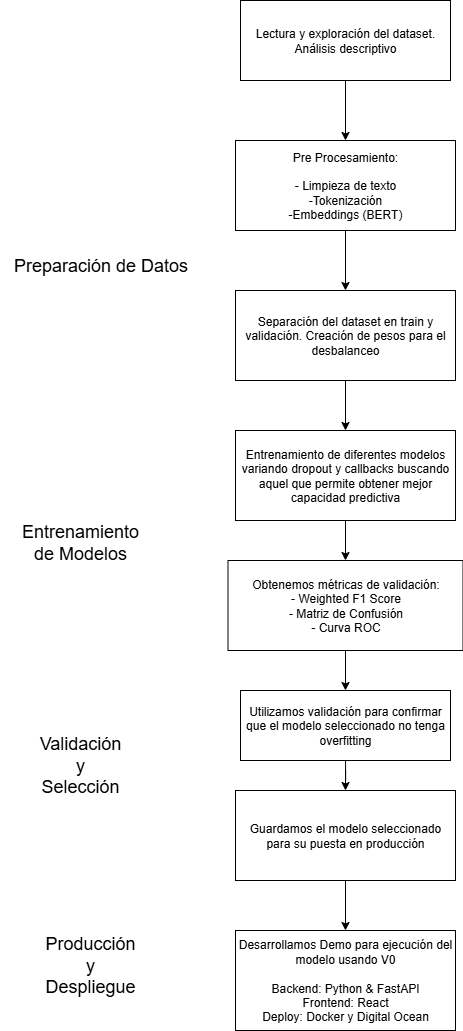 Lectura y exploración del dataset.
Análisis descriptivo
Pre Procesamiento:
- Limpieza de texto
-Tokenización
-Embeddings (BERT)
Preparación de Datos
Separación del dataset en train y
validación. Creación de pesos para el
desbalanceo
Entrenamiento de diferentes modelos
variando dropout y callbacks buscando
aquel que permite obtener mejor
capacidad predictiva
Entrenamiento
de Modelos
Obtenemos métricas de validación:
- Weighted F1 Score
- Matriz de Confusión
- Curva ROC
Utilizamos validación para confirmar
que el modelo seleccionado no tenga
overfitting
Validación
y
Selección
Guardamos el modelo seleccionado
para su puesta en producción
Producción
y
Despliegue
Desarrollamos Demo para ejecución del
modelo usando V0
Backend: Python & FastAPI
Frontend: React
Deploy: Docker y Digital Ocean